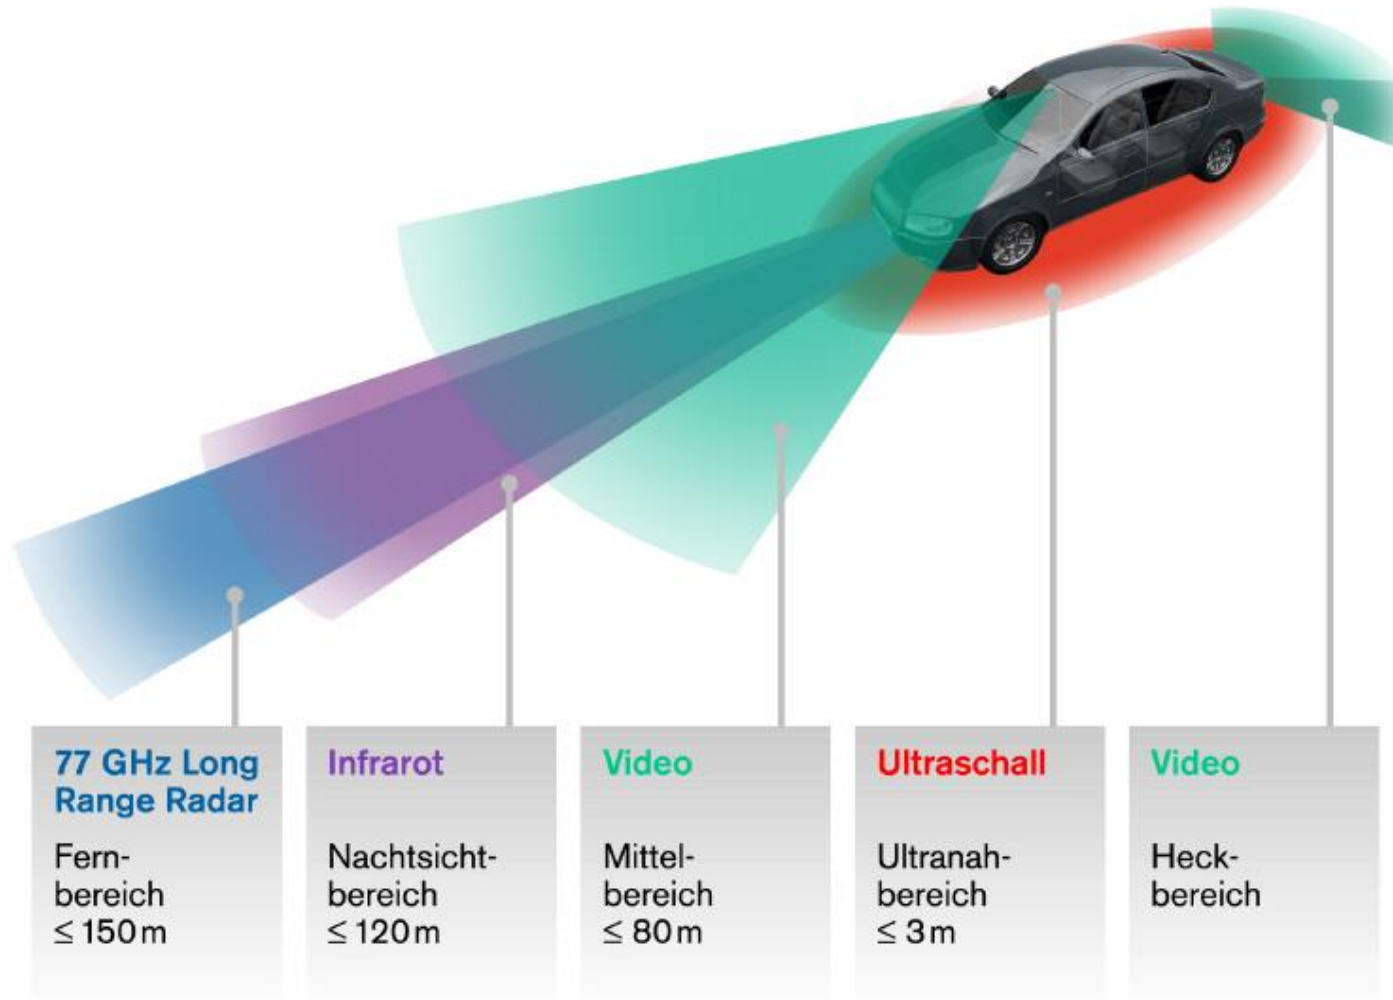 77 GHz Long
Range Radar
Fern-
bereich
≤ 150 m
Infrarot
Nachtsicht-
bereich
≤ 120 m
Video
Mittel-
bereich
≤ 80 m
Ultraschall
Ultranah-
bereich
≤ 3 m
Video
Heck-
bereich